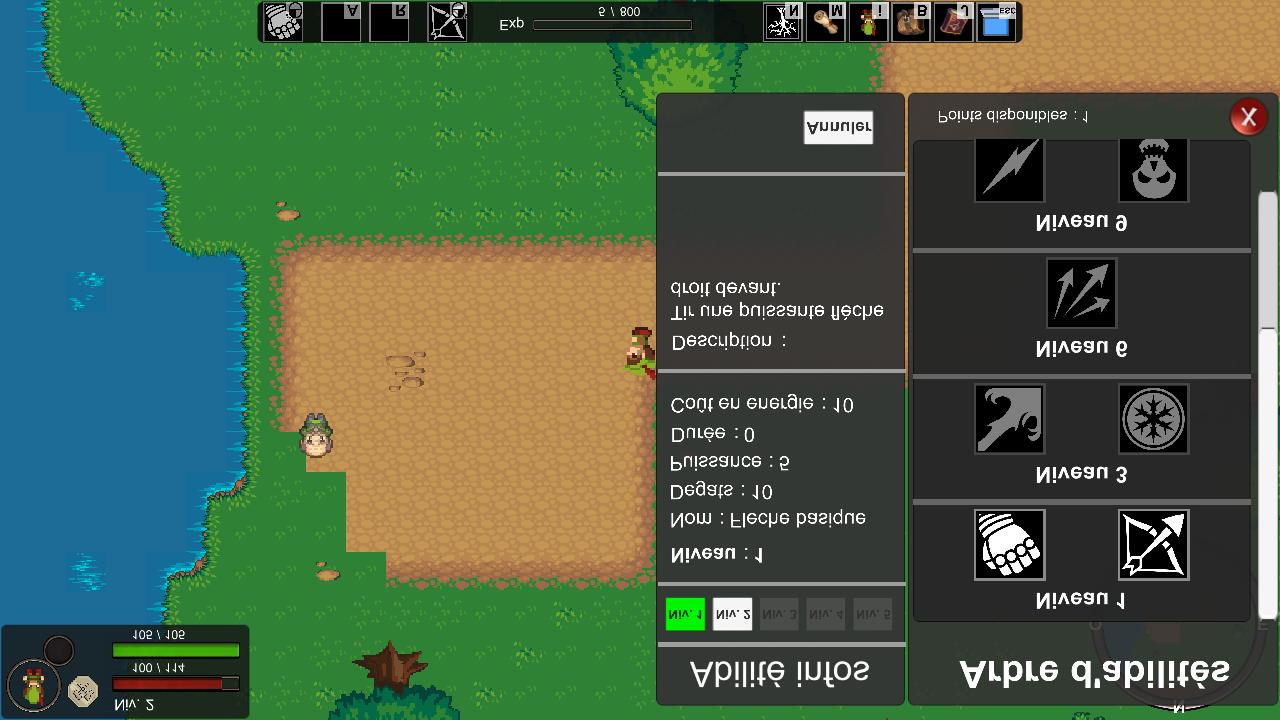 Niv. 2
100 / 114
105 / 105
Abilité infos
Niv. 1 Niv. 2 Niv. 3 Niv. 4 Niv. 5
Niveau : 1
Nom : Fleche basique
Degats : 10
Puissance : 5
Durée : 0
Coût en energie : 10
Description :
Tir une puissante flèche
droit devant.
Annuler
N
Arbre d'abilités
Niveau 1
Niveau 3
Niveau 6
Niveau 9
Points disponibles : 1
X
A R
Exp
5 / 800
N M i B J esc